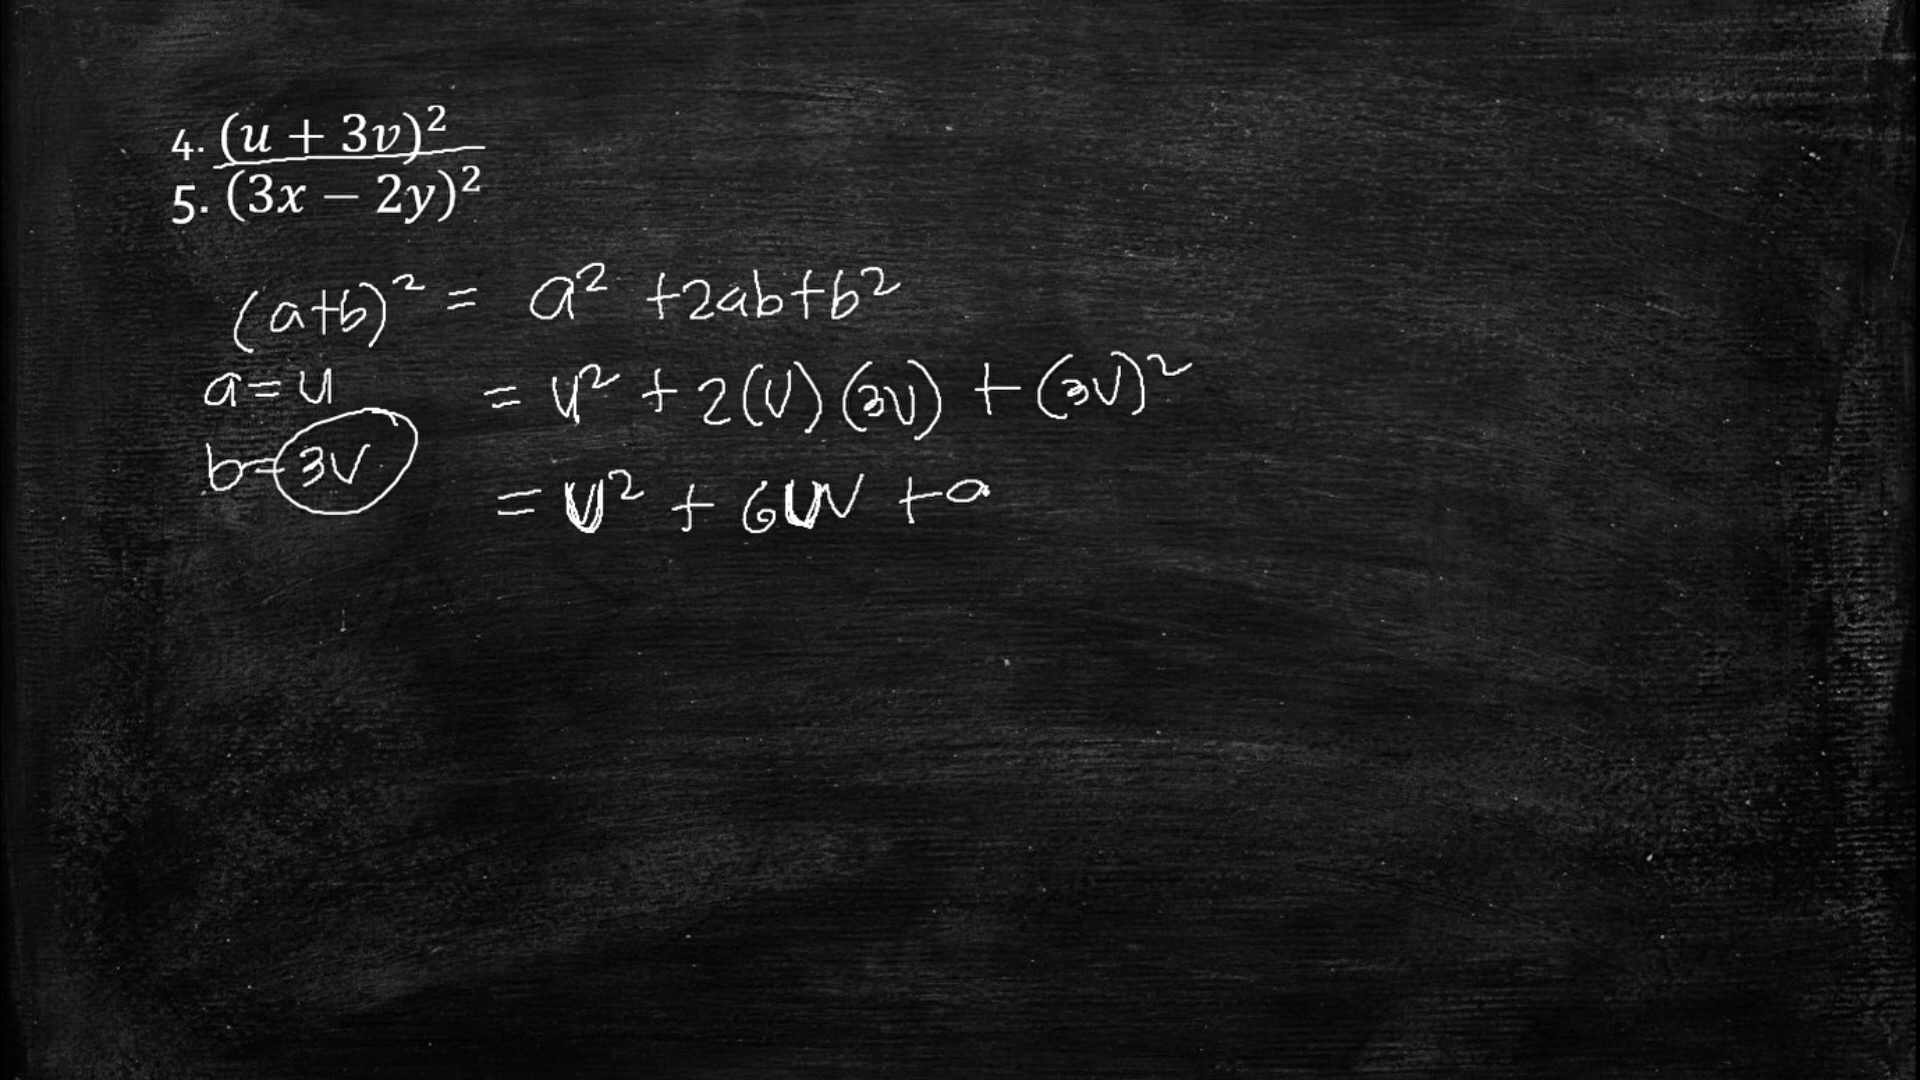 4. (u + 3v)²
5. (3x − 2y)²
(a+b)² = a² +2ab+b²
a=u = u² + 2(u)(3v) + (3v)²
b=3v = u² + 6uv +a